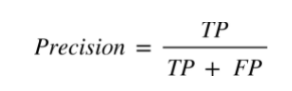 Precision = TP / TP + FP